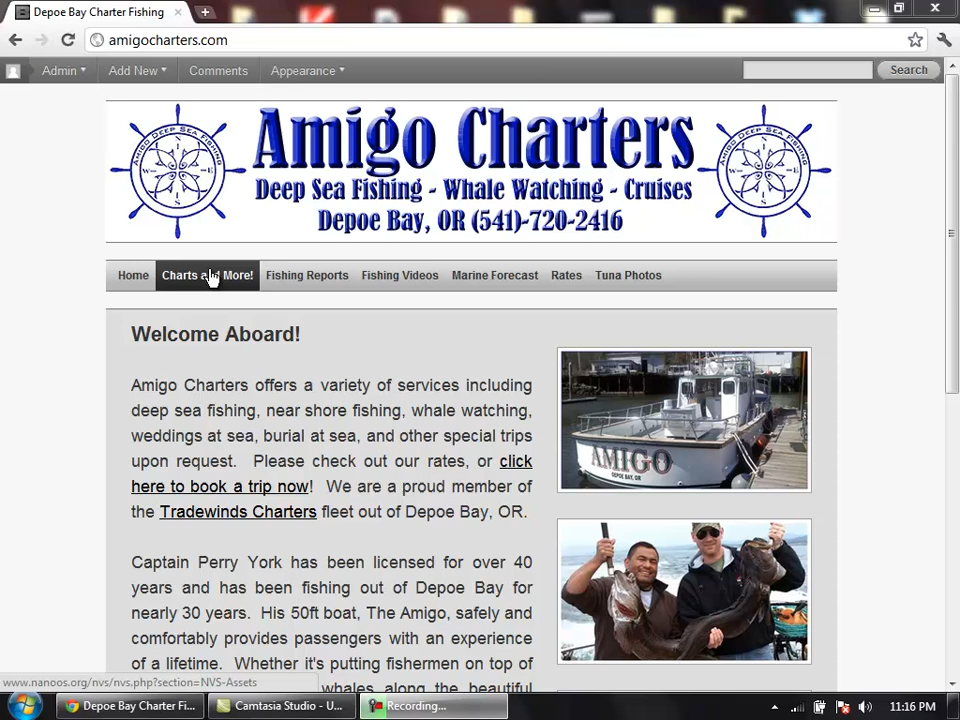 Depoe Bay Charter Fishing
amigocharters.com
Admin Add New Comments Appearance Search
Amigo Charters
Deep Sea Fishing - Whale Watching - Cruises
Depoe Bay, OR (541)-720-2416
AMIGO DEEP SEA FISHING
N
W E
S
AMIGO DEEP SEA FISHING
N
W E
S
Home Charts and More! Fishing Reports Fishing Videos Marine Forecast Rates Tuna Photos
Welcome Aboard!
Amigo Charters offers a variety of services including
deep sea fishing, near shore fishing, whale watching,
weddings at sea, burial at sea, and other special trips
upon request. Please check out our rates, or click
here to book a trip now! We are a proud member of
the Tradewinds Charters fleet out of Depoe Bay, OR.
AMIGO
DEPOE BAY, OR
Captain Perry York has been licensed for over 40
years and has been fishing out of Depoe Bay for
nearly 30 years. His 50ft boat, The Amigo, safely and
comfortably provides passengers with an experience
of a lifetime. Whether it's putting fishermen on top of
whales along the beautiful
www.nanoos.org/nvs/nvs.php?section=NVS-Assets
Depoe Bay Charter Fi... Camtasia Studio - U... Recording... 11:16 PM